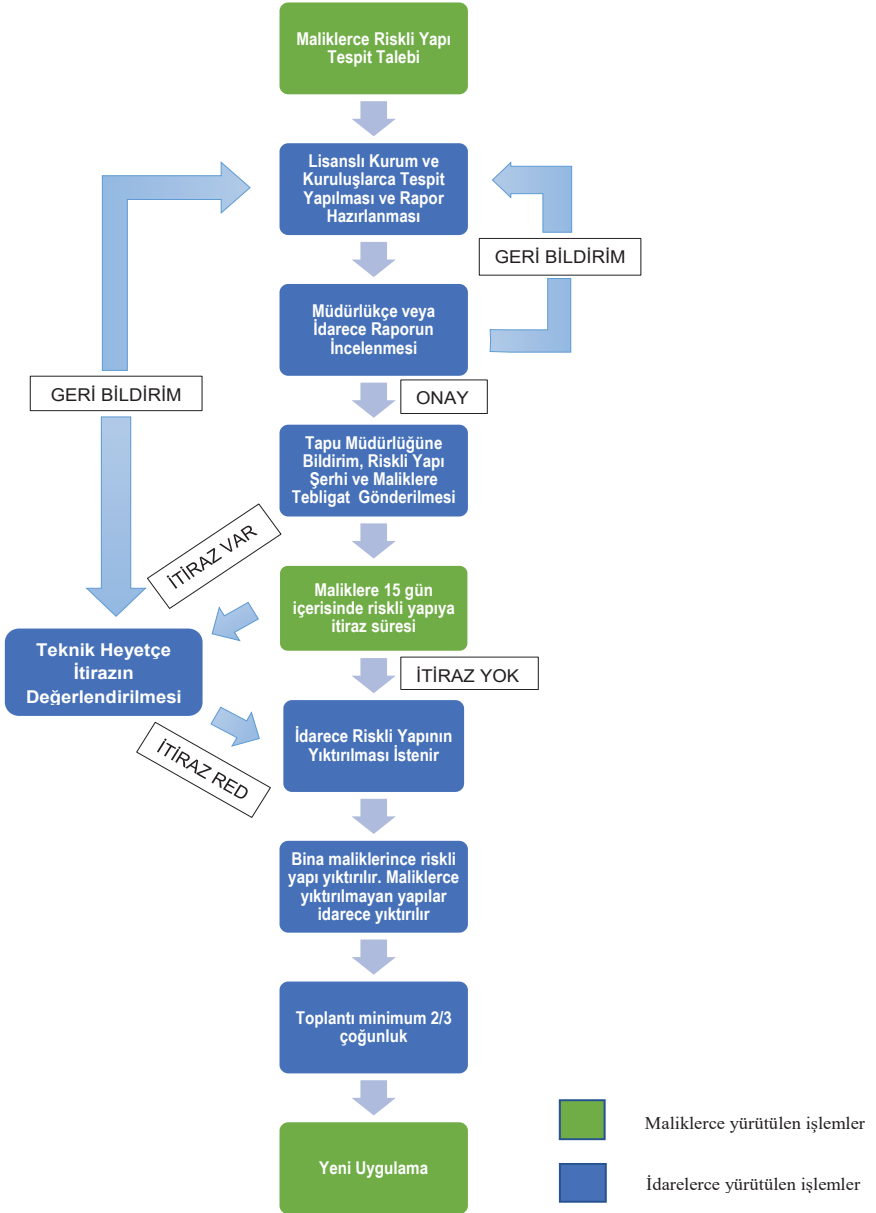 Maliklerce Riskli Yapı
Tespit Talebi
Lisanslı Kurum ve
Kuruluşlarca Tespit
Yapılması ve Rapor
Hazırlanması
GERİ BİLDİRİM
Müdürlükçe veya
İdarece Raporun
İncelenmesi
GERİ BİLDİRİM
ONAY
Tapu Müdürlüğüne
Bildirim, Riskli Yapı
Şerhi ve Maliklere
Tebligat Gönderilmesi
İTİRAZ VAR
Maliklere 15 gün
içerisinde riskli yapıya
itiraz süresi
Teknik Heyetçe
İtirazın
Değerlendirilmesi
İTİRAZ YOK
İTİRAZ RED
İdarece Riskli Yapının
Yıktırılması İstenir
Bina maliklerince riskli
yapı yıktırılır. Maliklerce
yıktırılmayan yapılar
idarece yıktırılır
Toplantı minimum 2/3
çoğunluk
Yeni Uygulama
Maliklerce yürütülen işlemler
İdarelerce yürütülen işlemler